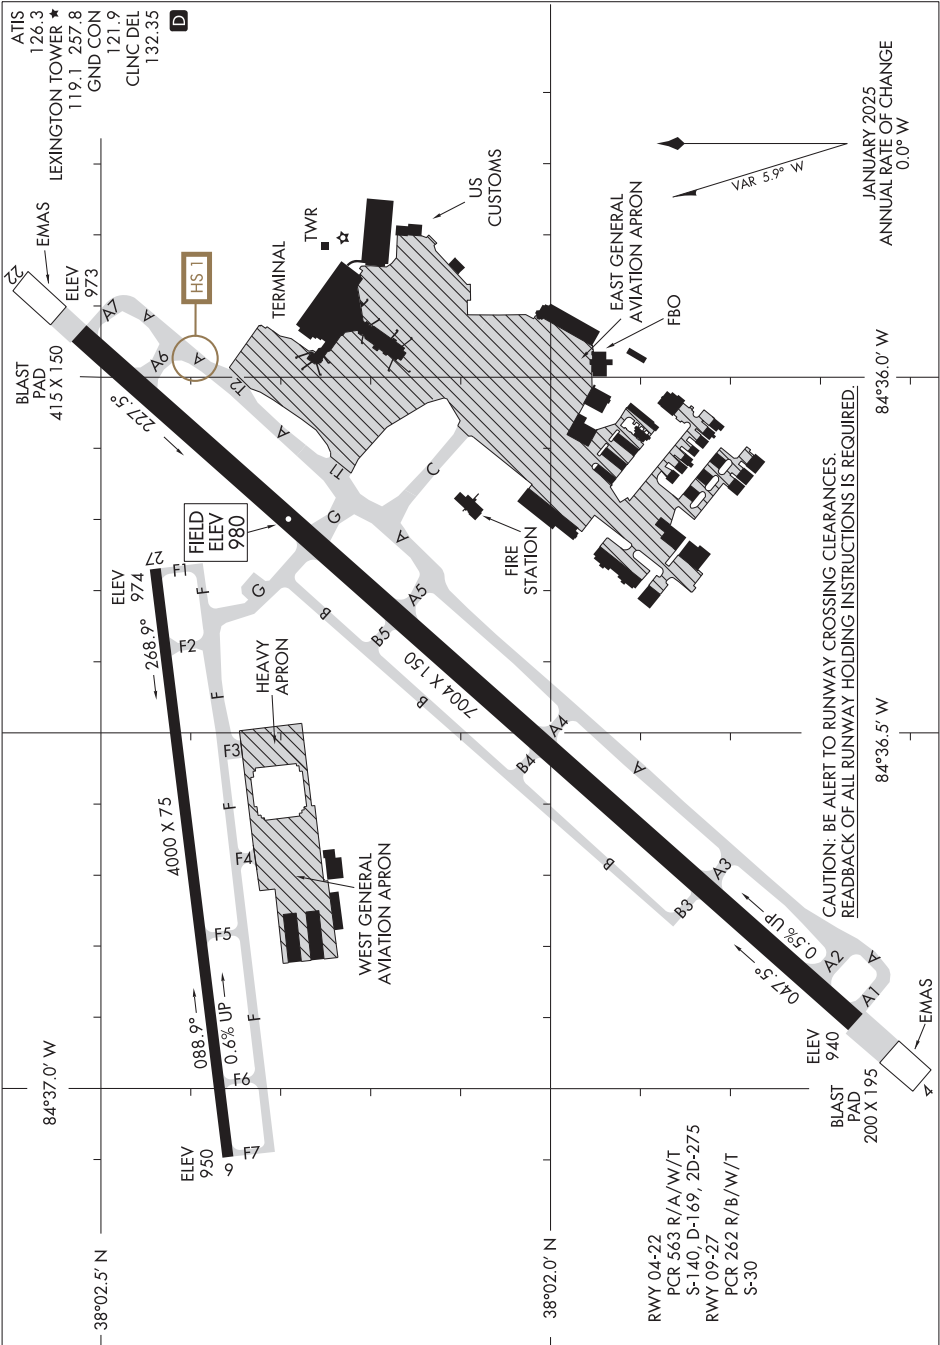 ATIS
126.3
LEXINGTON TOWER ★
119.1 257.8
GND CON
121.9
CLNC DEL
132.35
D
EMAS
22
ELEV
973
BLAST
PAD
415 X 150
A7
A
A6
HS 1
A
227.5°
T2
A
TERMINAL
TWR
US
CUSTOMS
VAR 5.9° W
JANUARY 2025
ANNUAL RATE OF CHANGE
0.0° W
EAST GENERAL
AVIATION APRON
FBO
84°36.0' W
T1
C
G
A
FIELD
ELEV
980
FIRE
STATION
ELEV
974
27
F1
F
G
268.9°
F2
B
A5
B5
HEAVY
APRON
F
7004 X 150
B
F3
A4
B4
A
84°36.5' W
4000 X 75
F
F4
B
A3
B3
WEST GENERAL
AVIATION APRON
F5
0.5% UP
047.5°
A2
A
A1
CAUTION: BE ALERT TO RUNWAY CROSSING CLEARANCES.
READBACK OF ALL RUNWAY HOLDING INSTRUCTIONS IS REQUIRED.
088.9°
0.6% UP
F
F6
84°37.0' W
ELEV
940
EMAS
4
BLAST
PAD
200 X 195
ELEV
950
9
F7
38°02.5' N
38°02.0' N
RWY 04-22
PCR 563 R/A/W/T
S-140, D-169, 2D-275
RWY 09-27
PCR 262 R/B/W/T
S-30